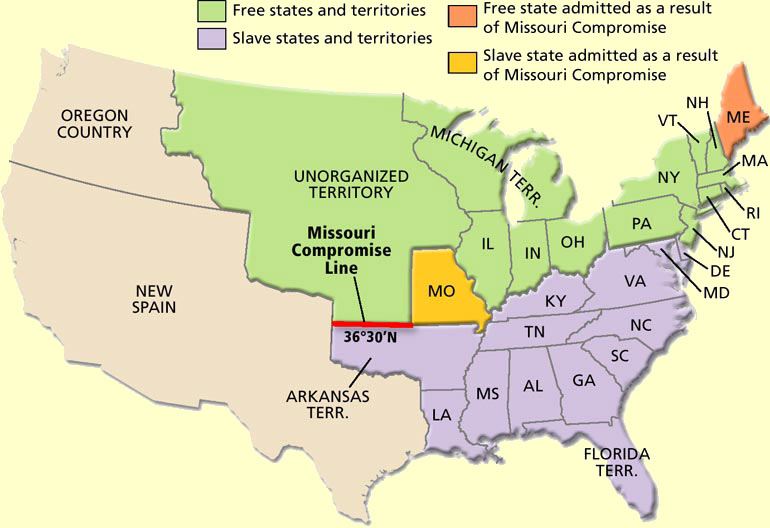 Free states and territories
Slave states and territories
Free state admitted as a result
of Missouri Compromise
Slave state admitted as a result
of Missouri Compromise
OREGON
COUNTRY
UNORGANIZED
TERRITORY
MICHIGAN TERR.
NH
VT
ME
MA
NY
RI
CT
PA
NJ
DE
MD
IL
IN
OH
Missouri
Compromise
Line
MO
NEW
SPAIN
36°30'N
KY
VA
TN
NC
SC
ARKANSAS
TERR.
LA
MS
AL
GA
FLORIDA
TERR.